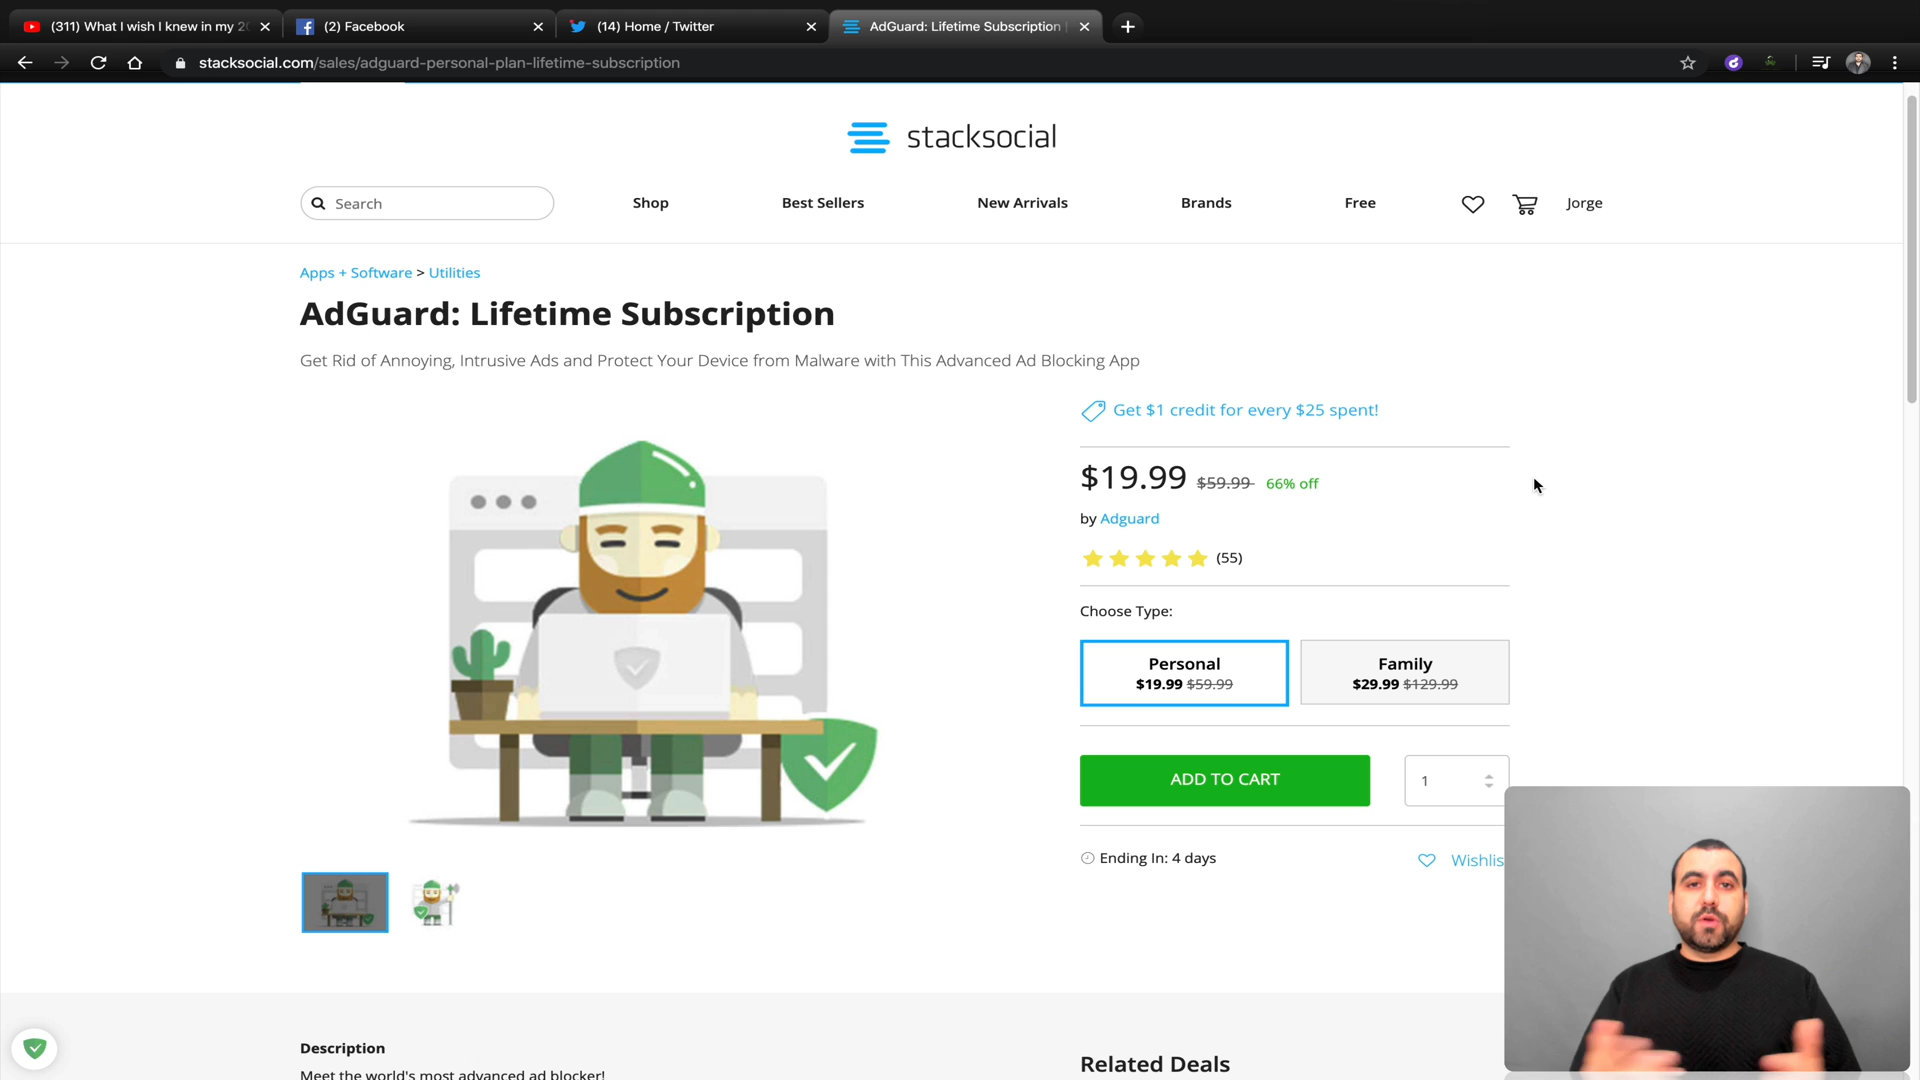 (311) What I wish I knew in my 20
(2) Facebook
(14) Home / Twitter
AdGuard: Lifetime Subscription |
stacksocial.com/sales/adguard-personal-plan-lifetime-subscription
stacksocial
Search
Shop
Best Sellers
New Arrivals
Brands
Free
Jorge
Apps + Software > Utilities
AdGuard: Lifetime Subscription
Get Rid of Annoying, Intrusive Ads and Protect Your Device from Malware with This Advanced Ad Blocking App
Get $1 credit for every $25 spent!
$19.99 $59.99 66% off
by Adguard
(55)
Choose Type:
Personal
$19.99 $59.99
Family
$29.99 $129.99
ADD TO CART
1
Ending In: 4 days
Wishlis
Description
Meet the world's most advanced ad blocker!
Related Deals